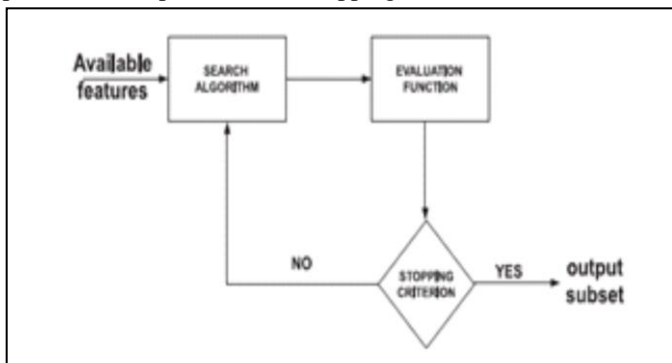 Available
features
SEARCH
ALGORITHM
EVALUATION
FUNCTION
NO
STOPPING
CRITERION
YES
output
subset